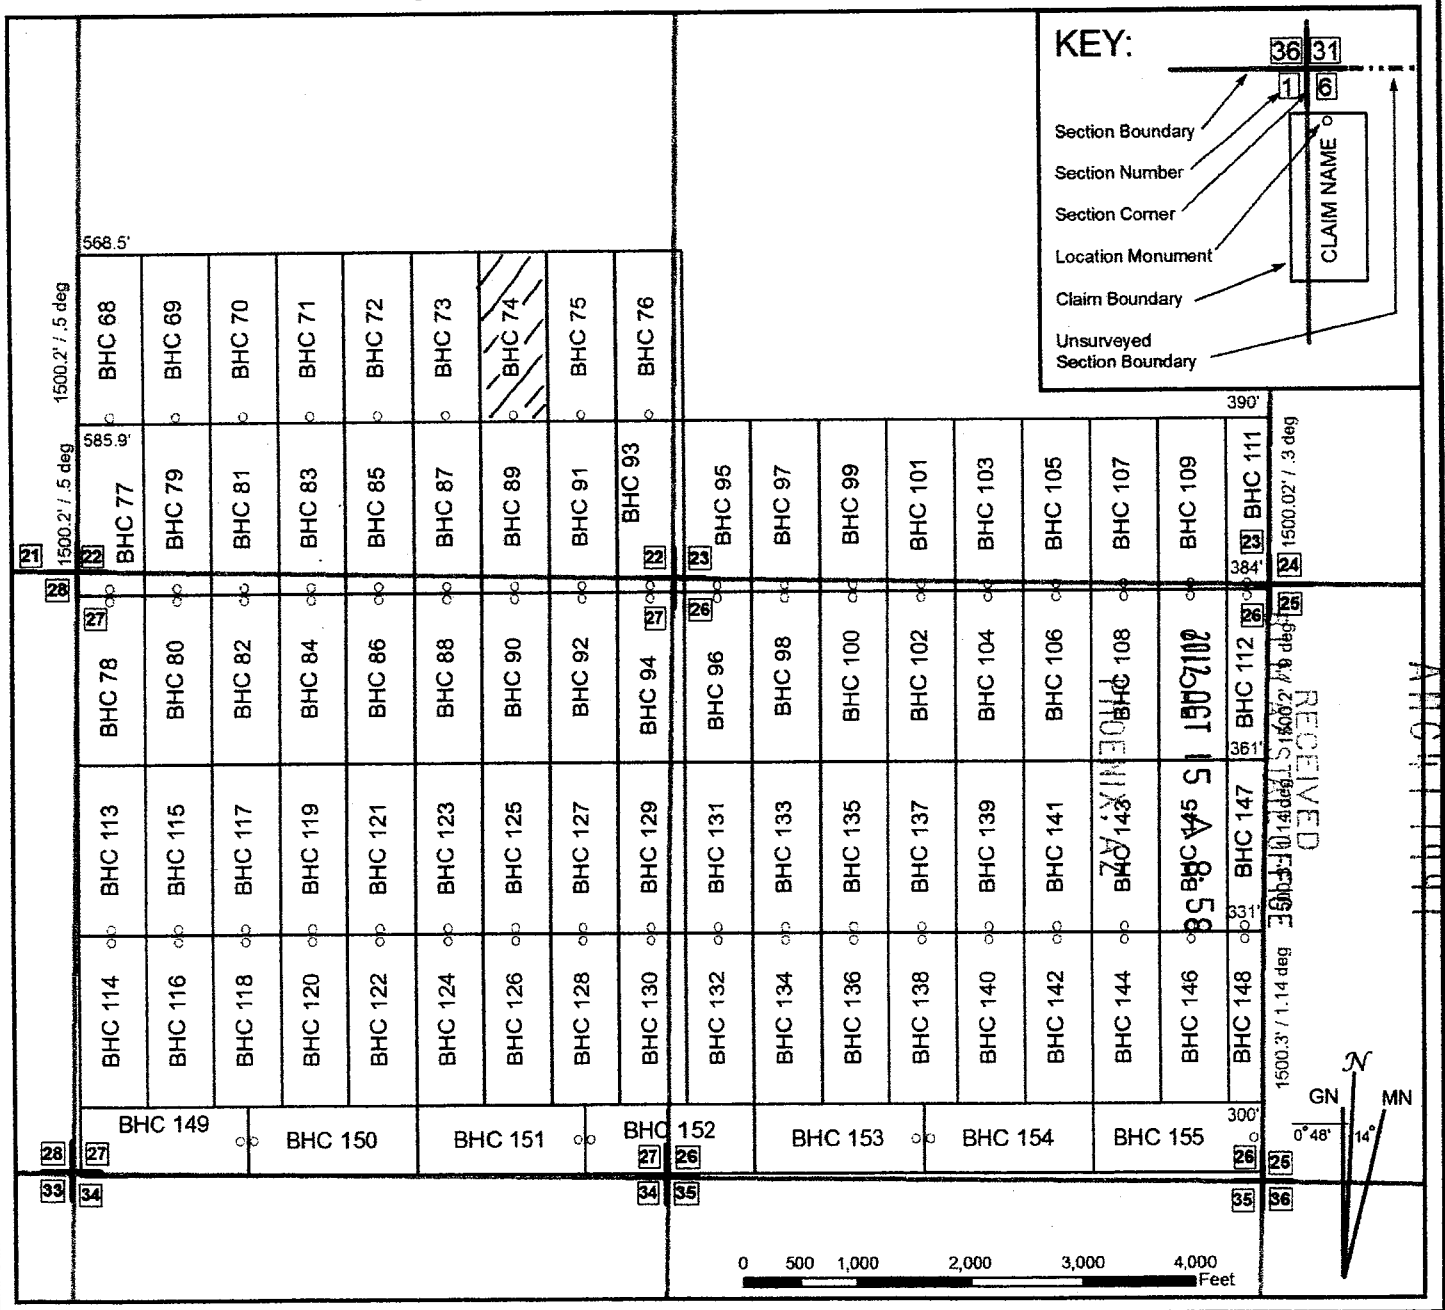 KEY:
36 31
1 6
Section Boundary
Section Number
Section Corner
Location Monument
Claim Boundary
Unsurveyed
Section Boundary
CLAIM NAME
568.5'
1500.2' / .5 deg
BHC 68
BHC 69
BHC 70
BHC 71
BHC 72
BHC 73
BHC 74
BHC 75
BHC 76
390'
585.9'
1500.2' / .5 deg
BHC 77
BHC 79
BHC 81
BHC 83
BHC 85
BHC 87
BHC 89
BHC 91
BHC 93
BHC 95
BHC 97
BHC 99
BHC 101
BHC 103
BHC 105
BHC 107
BHC 109
BHC 111
1500.02' / .3 deg
21 22
22 23
23 24
384'
28 27
27 26
26 25
BHC 78
BHC 80
BHC 82
BHC 84
BHC 86
BHC 88
BHC 90
BHC 92
BHC 94
BHC 96
BHC 98
BHC 100
BHC 102
BHC 104
BHC 106
BHC 108
BHC 112
361'
RECEIVED
2012 OCT 15 A 8:58
PHOENIX, AZ
BHC 113
BHC 115
BHC 117
BHC 119
BHC 121
BHC 123
BHC 125
BHC 127
BHC 129
BHC 131
BHC 133
BHC 135
BHC 137
BHC 139
BHC 141
BHC 143
BHC 145
BHC 147
331'
BHC 114
BHC 116
BHC 118
BHC 120
BHC 122
BHC 124
BHC 126
BHC 128
BHC 130
BHC 132
BHC 134
BHC 136
BHC 138
BHC 140
BHC 142
BHC 144
BHC 146
BHC 148
1500.3' / 1.14 deg
300'
BHC 149
BHC 150
BHC 151
BHC 152
BHC 153
BHC 154
BHC 155
28 27
27 26
26 25
33 34
34 35
35 36
N
GN
MN
0°48'
14°
0 500 1,000 2,000 3,000 4,000
Feet